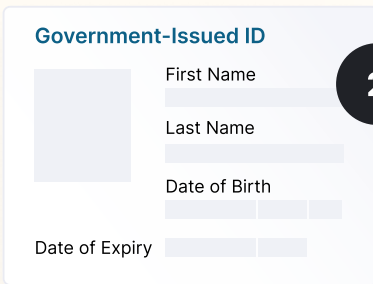 Government-Issued ID
First Name
Last Name
Date of Birth
Date of Expiry